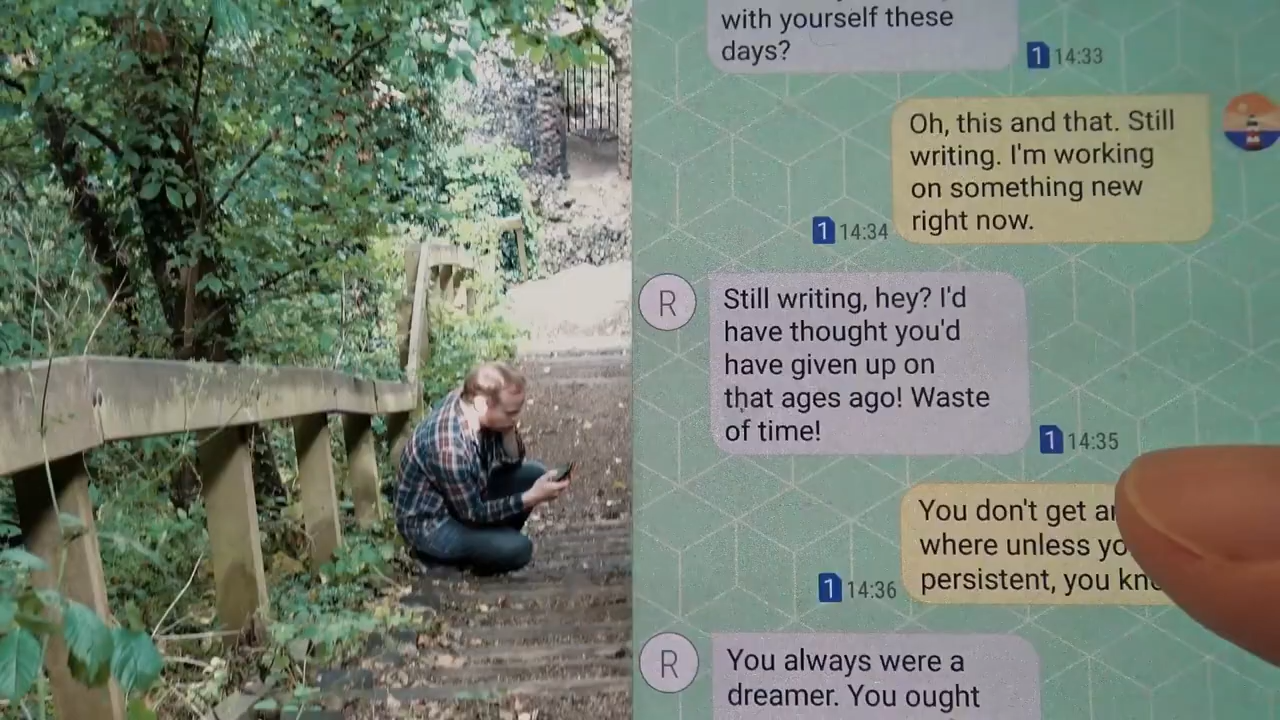 with yourself these
days?
1 14:33
Oh, this and that. Still
writing. I'm working
on something new
right now.
1 14:34
R
Still writing, hey? I'd
have thought you'd
have given up on
that ages ago! Waste
of time!
1 14:35
You don't get
where unless
persistent, you
1 14:36
R
You always were a
dreamer. You ought